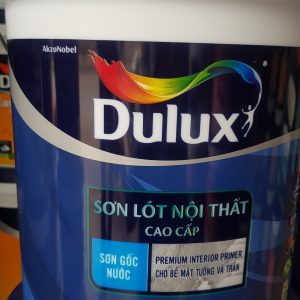 AkzoNobel
Dulux
SƠN LÓT NỘI THẤT
CAO CẤP
SƠN GỐC
NƯỚC
PREMIUM INTERIOR PRIMER
CHO BỀ MẶT TƯỜNG VÀ TRẦN